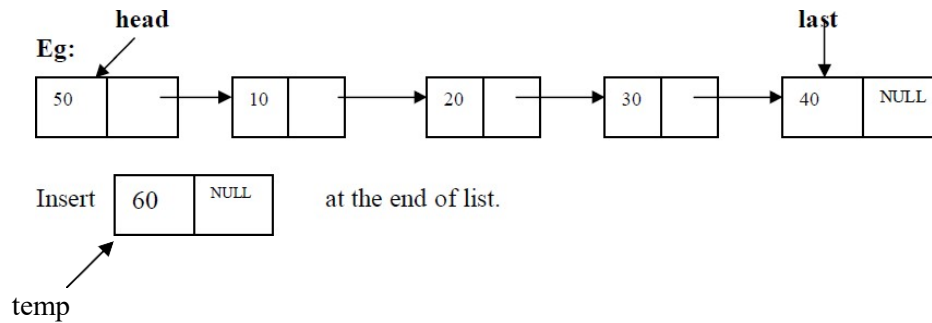 head last
Eg:
50 10 20 30 40 NULL
Insert 60 NULL at the end of list.
temp